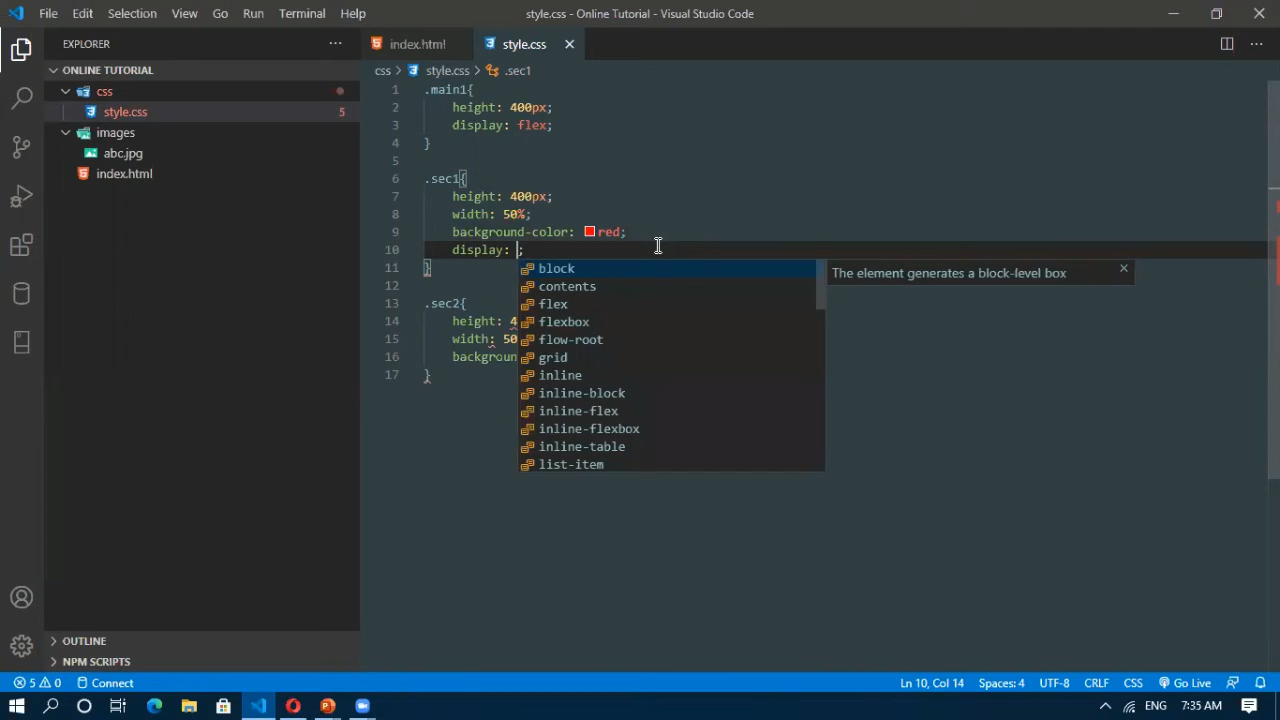 File Edit Selection View Go Run Terminal Help style.css - Online Tutorial - Visual Studio Code
EXPLORER
index.html style.css
ONLINE TUTORIAL
css > style.css > .sec1
css
style.css 5
images
abc.jpg
index.html
1 .main1{
2 height: 400px;
3 display: flex;
4 }
5
6 .sec1{
7 height: 400px;
8 width: 50%;
9 background-color: red;
10 display: ;
11 }
12
13 .sec2{
14 height: 4
15 width: 50
16 backgroun
17 }
block
contents
flex
flexbox
flow-root
grid
inline
inline-block
inline-flex
inline-flexbox
inline-table
list-item
The element generates a block-level box
OUTLINE
NPM SCRIPTS
5 0 Connect Ln 10, Col 14 Spaces: 4 UTF-8 CRLF CSS Go Live
ENG 7:35 AM